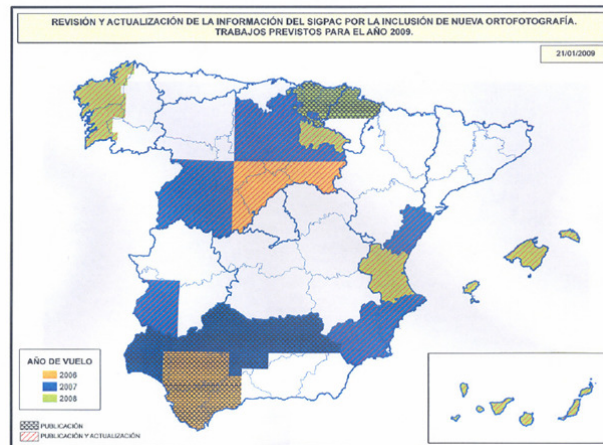 REVISIÓN Y ACTUALIZACIÓN DE LA INFORMACIÓN DEL SIGPAC POR LA INCLUSIÓN DE NUEVA ORTOFOTOGRAFÍA.
TRABAJOS PREVISTOS PARA EL AÑO 2009.
21/01/2009
AÑO DE VUELO
2006
2007
2008
PUBLICACIÓN
PUBLICACIÓN Y ACTUALIZACIÓN